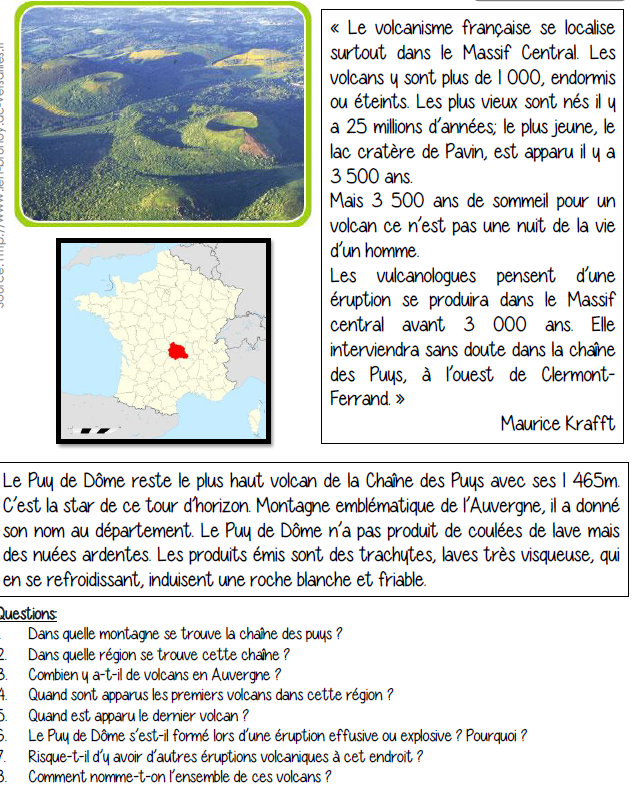 « Le volcanisme française se localise
surtout dans le Massif Central. Les
volcans y sont plus de 1 000, endormis
ou éteints. Les plus vieux sont nés il y
a 25 millions d'années; le plus jeune, le
lac cratère de Pavin, est apparu il y a
3 500 ans.
Mais 3 500 ans de sommeil pour un
volcan ce n'est pas une nuit de la vie
d'un homme.
Les vulcanologues pensent d'une
éruption se produira dans le Massif
central avant 3 000 ans. Elle
interviendra sans doute dans la chaîne
des Puys, à l'ouest de Clermont-
Ferrand. »
Maurice Krafft
Le Puy de Dôme reste le plus haut volcan de la Chaîne des Puys avec ses 1 465m.
C'est la star de ce tour d'horizon. Montagne emblématique de l'Auvergne, il a donné
son nom au département. Le Puy de Dôme n'a pas produit de coulées de lave mais
des nuées ardentes. Les produits émis sont des trachytes, laves très visqueuse, qui
en se refroidissant, induisent une roche blanche et friable.
Questions:
Dans quelle montagne se trouve la chaîne des puys ?
2. Dans quelle région se trouve cette chaîne ?
3. Combien y a-t-il de volcans en Auvergne ?
4. Quand sont apparus les premiers volcans dans cette région ?
5. Quand est apparu le dernier volcan ?
6. Le Puy de Dôme s'est-il formé lors d'une éruption effusive ou explosive ? Pourquoi ?
7. Risque-t-il d'y avoir d'autres éruptions volcaniques à cet endroit ?
8. Comment nomme-t-on l'ensemble de ces volcans ?